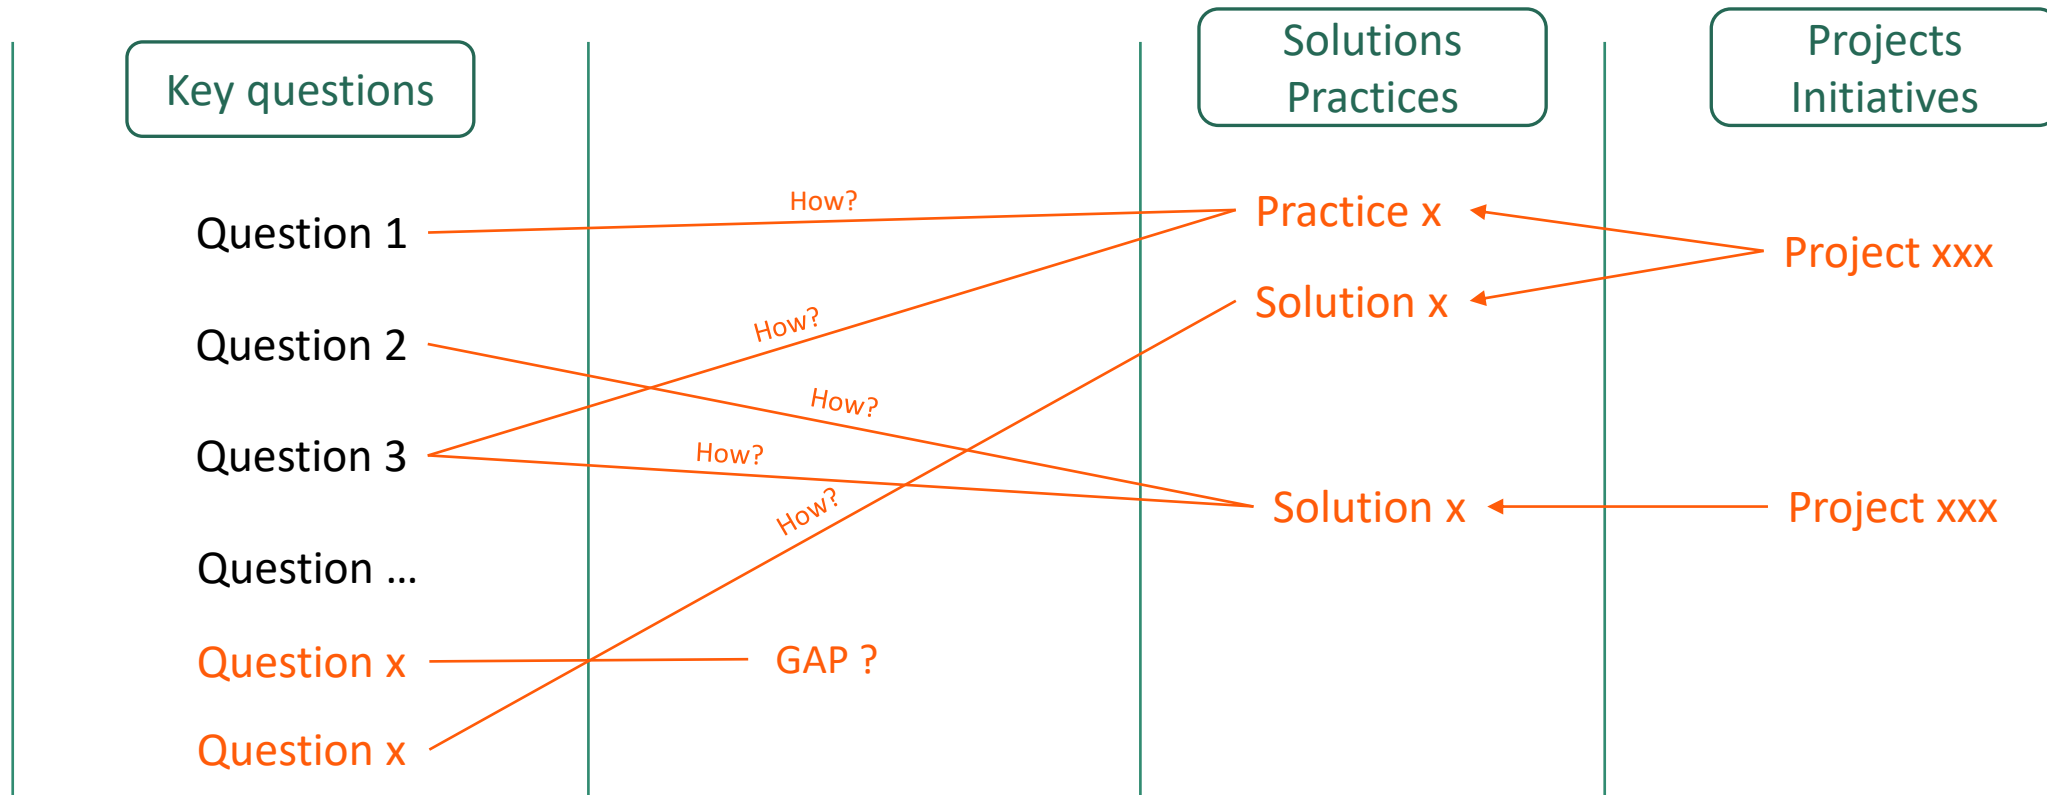 Key questions
Solutions
Practices
Projects
Initiatives
Question 1
How?
Practice x
Project xxx
Solution x
Question 2
How?
How?
Question 3
How?
How?
Solution x
Project xxx
Question ...
Question x
GAP ?
Question x